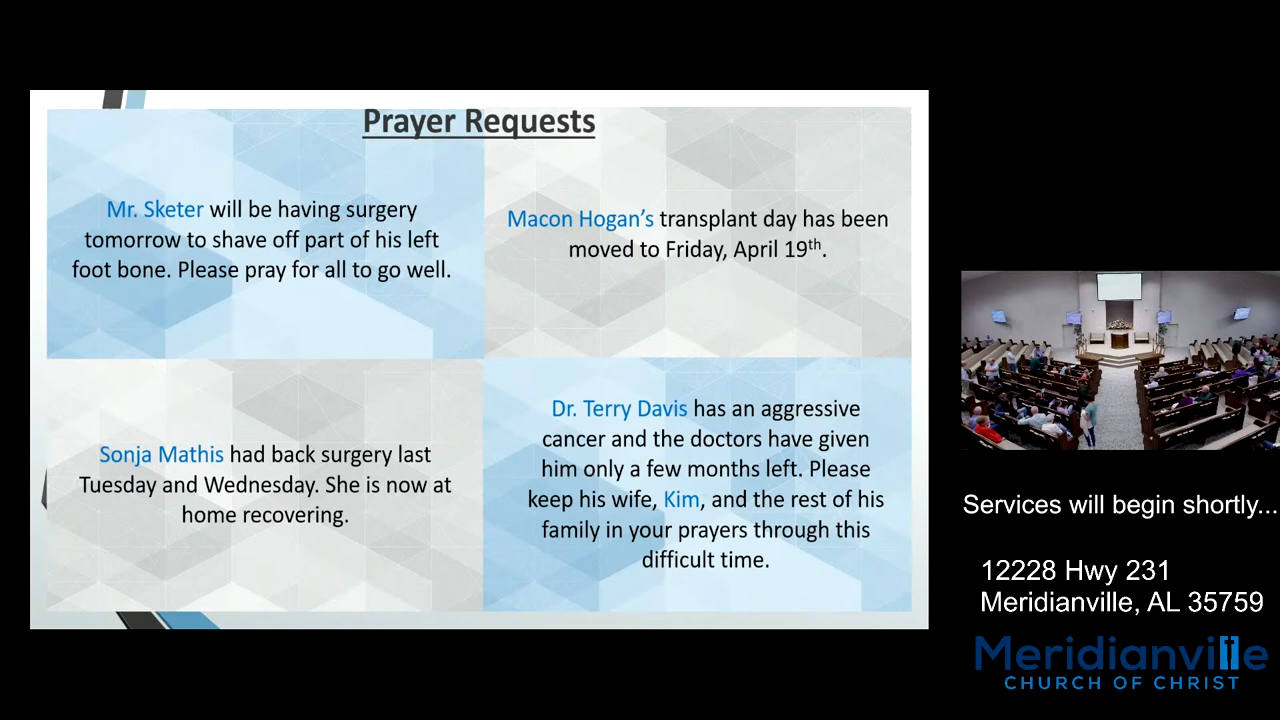 Prayer Requests
Mr. Sketer will be having surgery
tomorrow to shave off part of his left
foot bone. Please pray for all to go well.
Macon Hogan’s transplant day has been
moved to Friday, April 19th.
Sonja Mathis had back surgery last
Tuesday and Wednesday. She is now at
home recovering.
Dr. Terry Davis has an aggressive
cancer and the doctors have given
him only a few months left. Please
keep his wife, Kim, and the rest of his
family in your prayers through this
difficult time.
Services will begin shortly...
12228 Hwy 231
Meridianville, AL 35759
Meridianville
CHURCH OF CHRIST